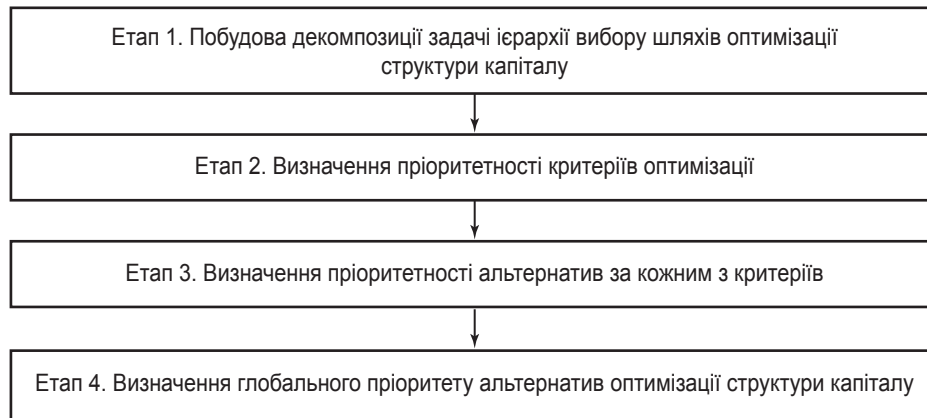 Етап 1. Побудова декомпозиції задачі ієрархії вибору шляхів оптимізації
структури капіталу
Етап 2. Визначення пріоритетності критеріїв оптимізації
Етап 3. Визначення пріоритетності альтернатив за кожним з критеріїв
Етап 4. Визначення глобального пріоритету альтернатив оптимізації структури капіталу